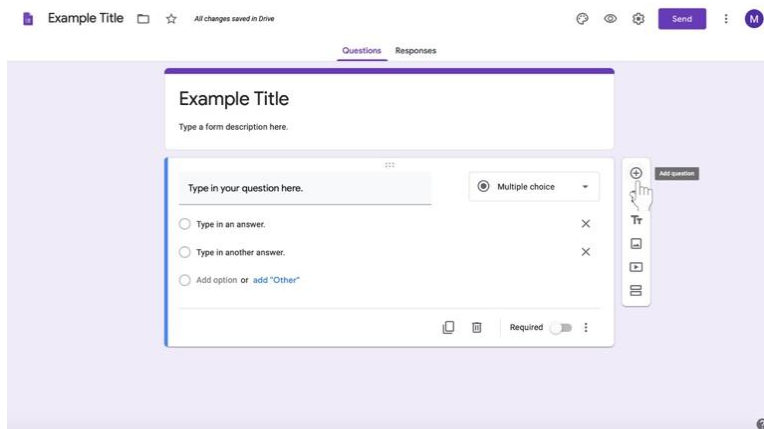 Example Title
All changes saved in Drive
Send
M
Questions Responses
Example Title
Type a form description here.
Type in your question here.
Multiple choice
Add question
Type in an answer.
Tт
Type in another answer.
Add option or add "Other"
Required